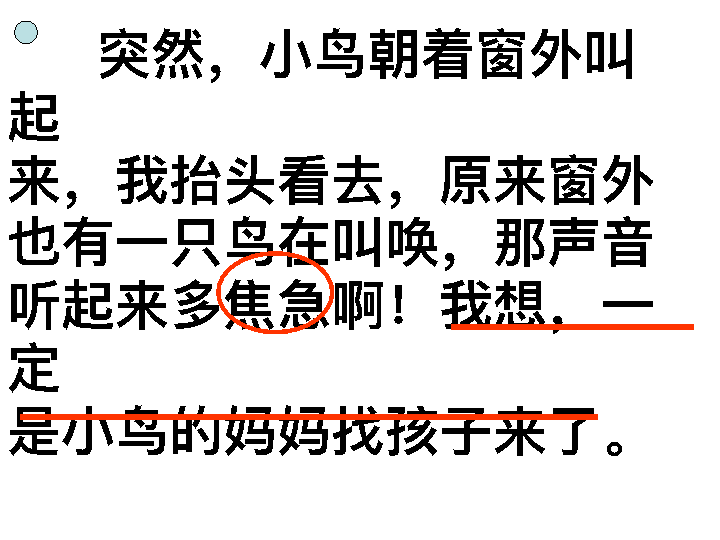 突然，小鸟朝着窗外叫
起
来，我抬头看去，原来窗外
也有一只鸟在叫唤，那声音
听起来多焦急啊！我想，一
定
是小鸟的妈妈找孩子来了。